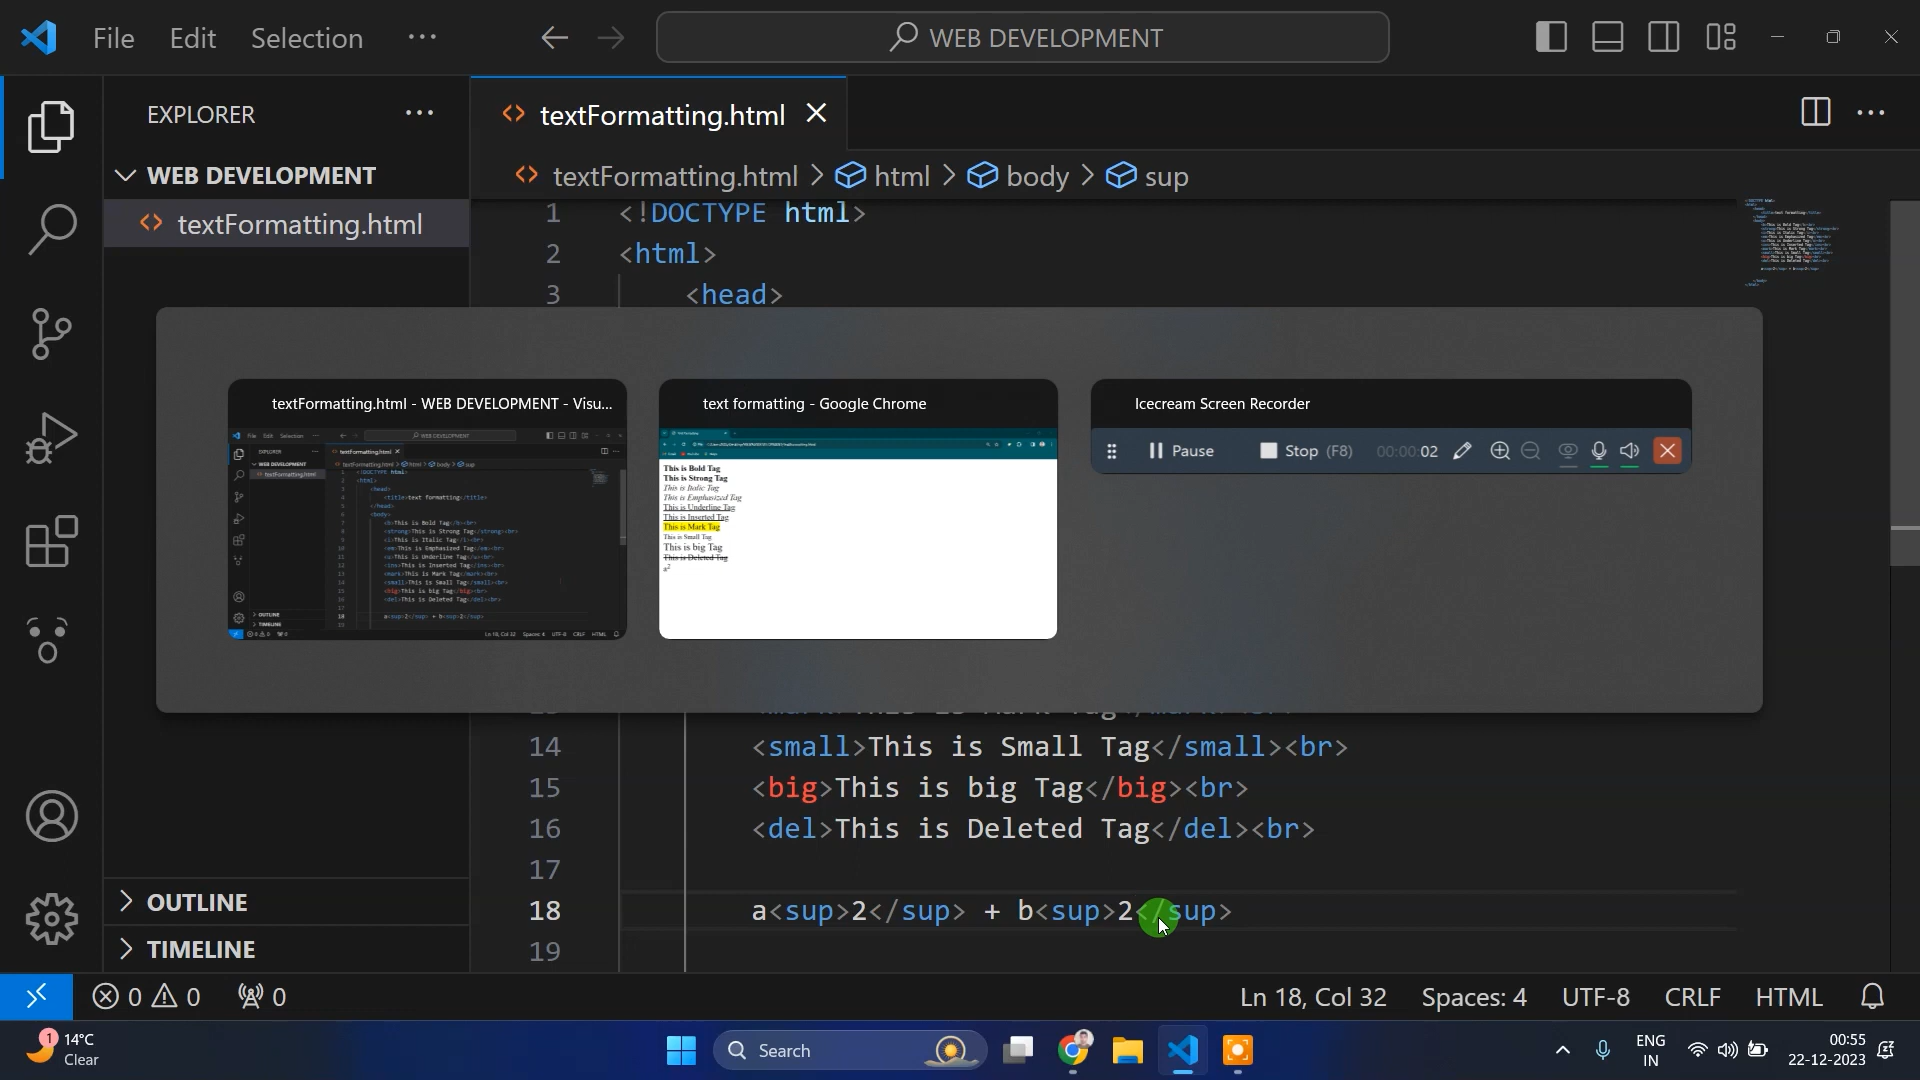 File Edit Selection ··· WEB DEVELOPMENT
EXPLORER ···
WEB DEVELOPMENT
textFormatting.html
textFormatting.html
textFormatting.html > html > body > sup
1 <!DOCTYPE html>
2 <html>
3 <head>
textFormatting.html - WEB DEVELOPMENT - Visu...
text formatting - Google Chrome
This is Bold Tag
This is Strong Tag
This is Italic Tag
This is Emphasized Tag
This is Underline Tag
This is Inserted Tag
This is Mark Tag
This is Small Tag
This is big Tag
This is Deleted Tag
a2
Icecream Screen Recorder
Pause Stop (F8) 00:00:02
14 <small>This is Small Tag</small><br>
15 <big>This is big Tag</big><br>
16 <del>This is Deleted Tag</del><br>
17
18 a<sup>2</sup> + b<sup>2</sup>
19
OUTLINE
TIMELINE
0 0 0 Ln 18, Col 32 Spaces: 4 UTF-8 CRLF HTML
1 14°C
Clear
Search
ENG
IN
00:55
22-12-2023